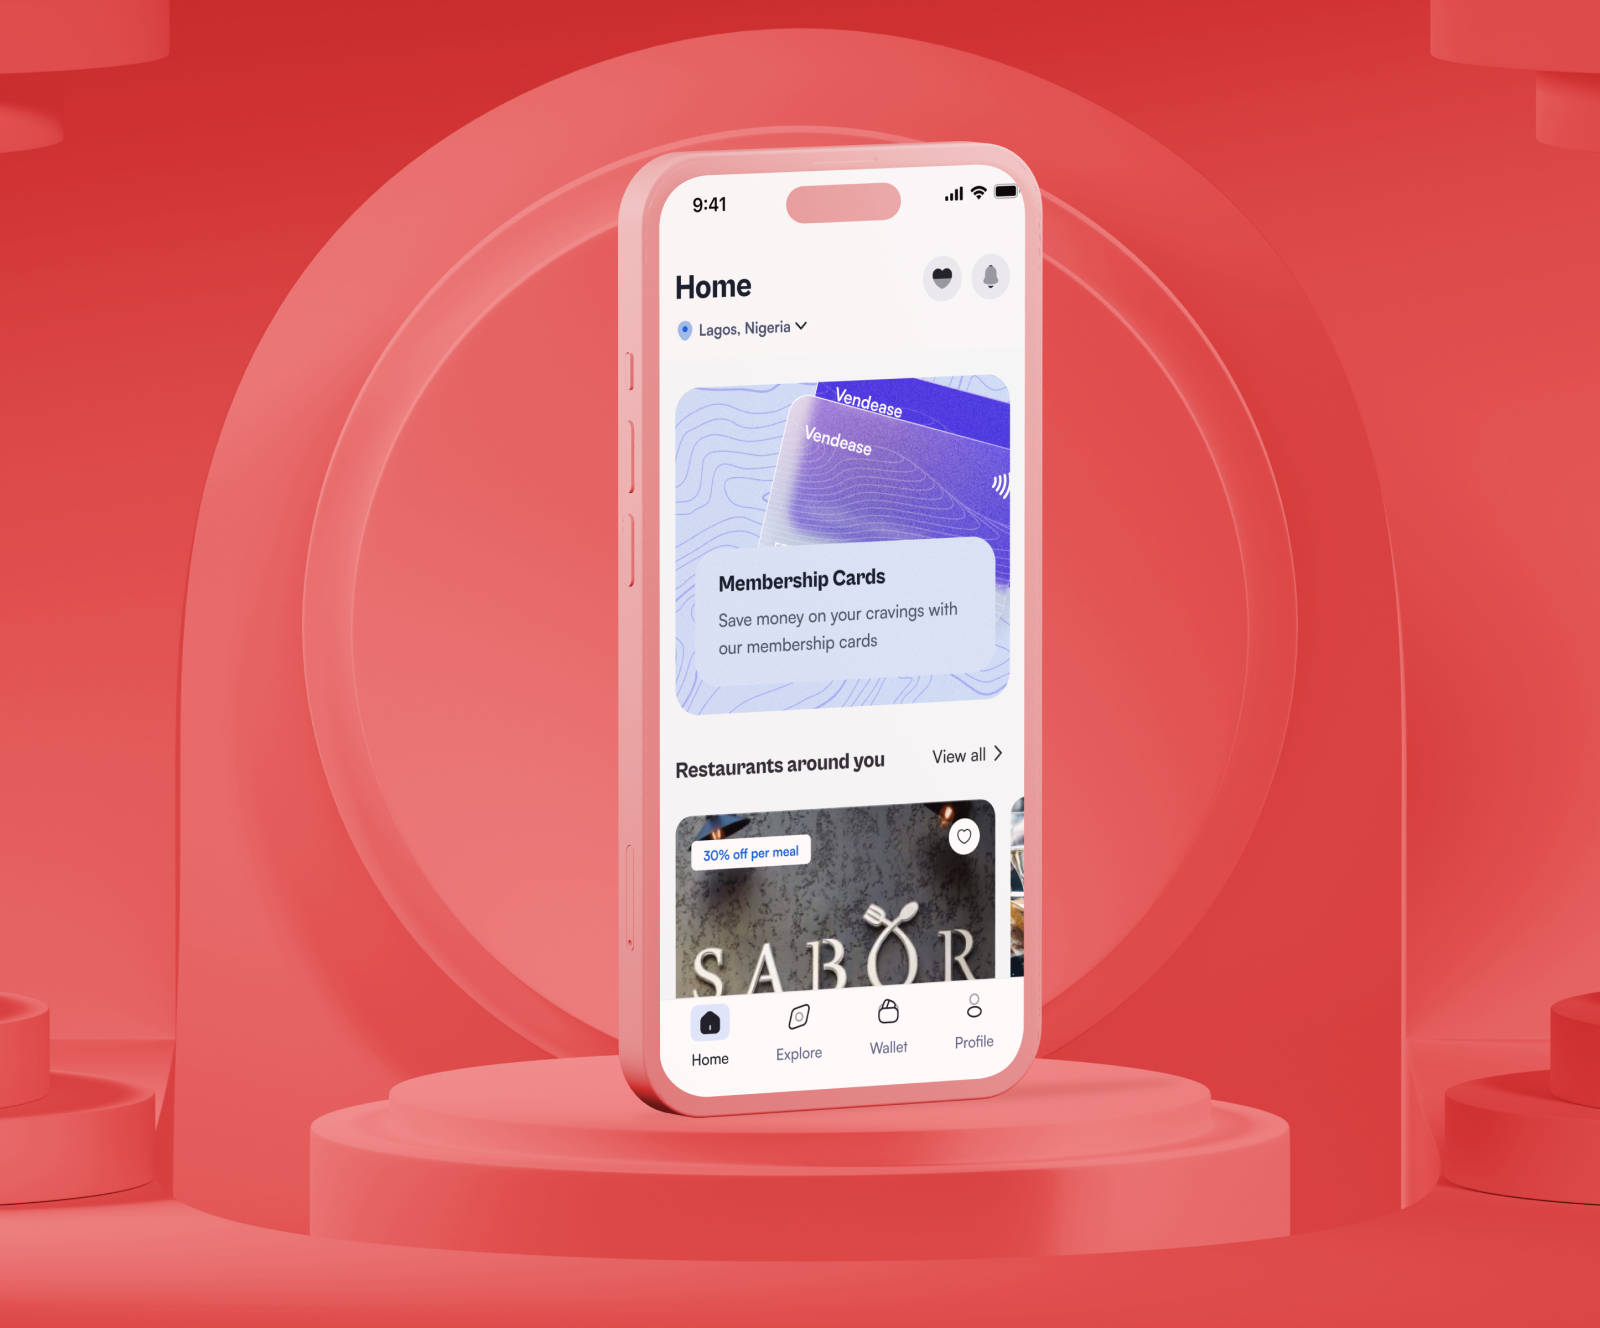 9:41
Home
Lagos, Nigeria
Vendease
Vendease
Membership Cards
Save money on your cravings with
our membership cards
Restaurants around you
View all
30% off per meal
SABOR
Home
Explore
Wallet
Profile